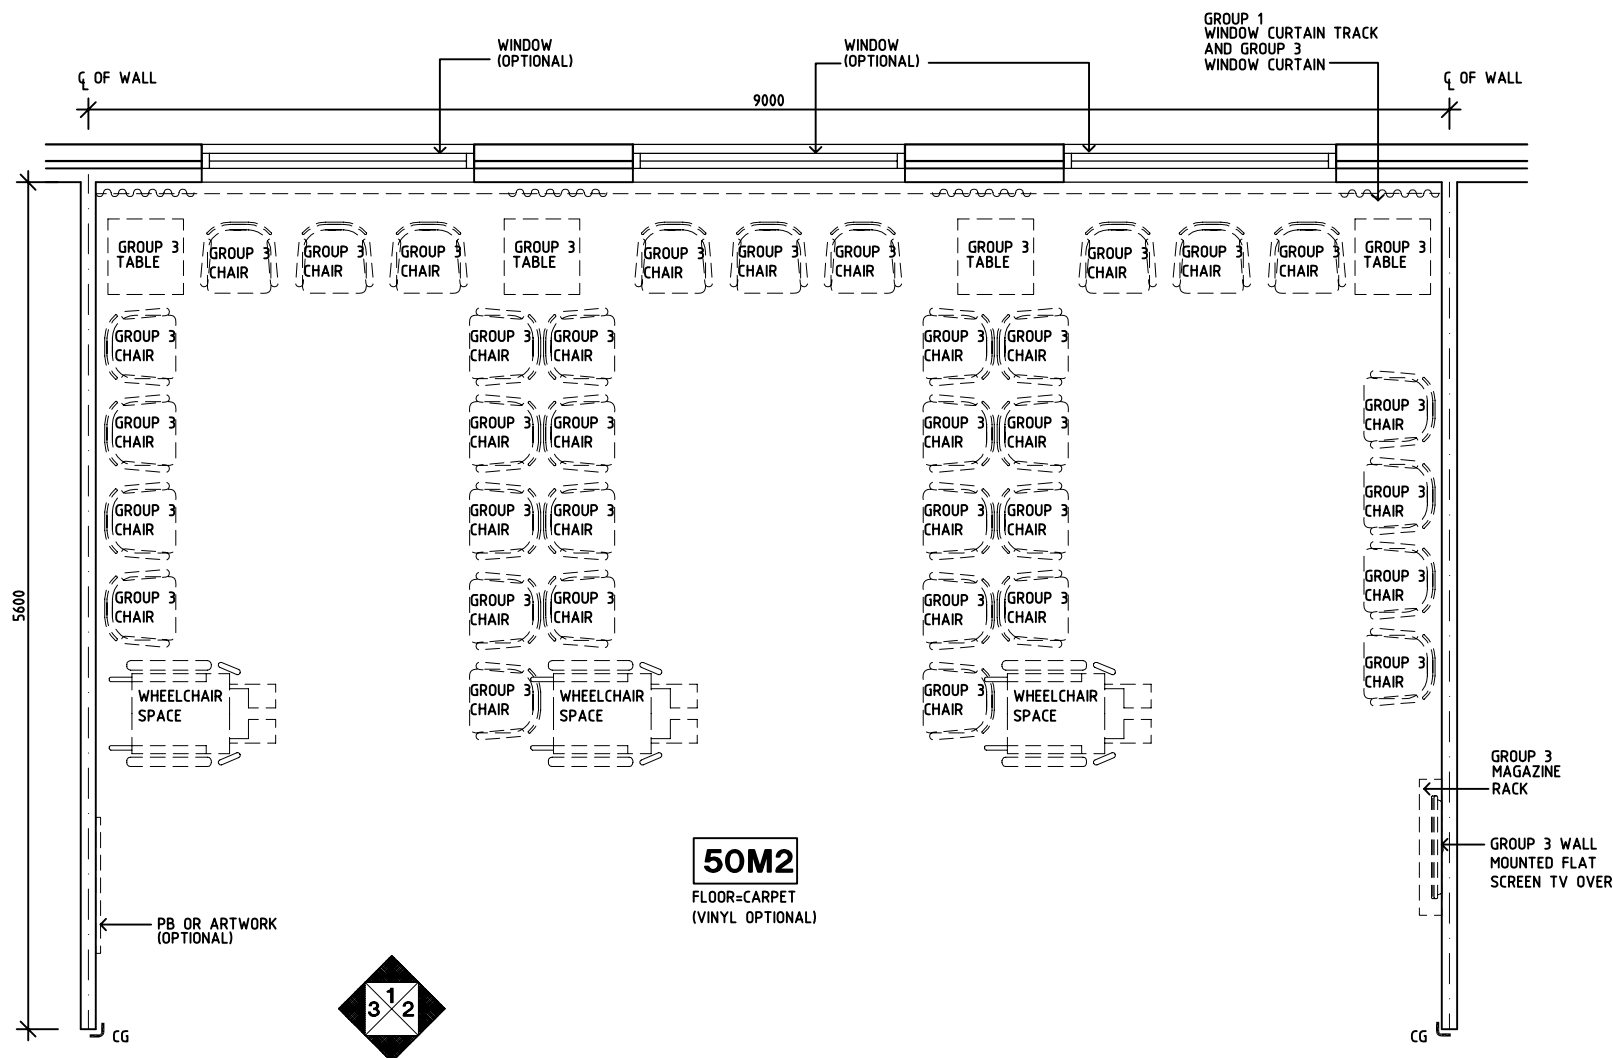 GROUP 1
WINDOW CURTAIN TRACK
AND GROUP 3
WINDOW CURTAIN
WINDOW
(OPTIONAL)
WINDOW
(OPTIONAL)
℄ OF WALL
℄ OF WALL
9000
GROUP 3
TABLE
GROUP 3
CHAIR
GROUP 3
CHAIR
GROUP 3
CHAIR
GROUP 3
TABLE
GROUP 3
CHAIR
GROUP 3
CHAIR
GROUP 3
CHAIR
GROUP 3
TABLE
GROUP 3
CHAIR
GROUP 3
CHAIR
GROUP 3
CHAIR
GROUP 3
TABLE
GROUP 3
CHAIR
GROUP 3
CHAIR
GROUP 3
CHAIR
GROUP 3
CHAIR
GROUP 3
CHAIR
GROUP 3
CHAIR
GROUP 3
CHAIR
GROUP 3
CHAIR
GROUP 3
CHAIR
GROUP 3
CHAIR
GROUP 3
CHAIR
GROUP 3
CHAIR
GROUP 3
CHAIR
GROUP 3
CHAIR
GROUP 3
CHAIR
GROUP 3
CHAIR
GROUP 3
CHAIR
GROUP 3
CHAIR
GROUP 3
CHAIR
GROUP 3
CHAIR
5600
GROUP 3
CHAIR
GROUP 3
CHAIR
GROUP 3
CHAIR
GROUP 3
CHAIR
GROUP 3
CHAIR
GROUP 3
CHAIR
WHEELCHAIR
SPACE
GROUP 3
CHAIR
WHEELCHAIR
SPACE
GROUP 3
CHAIR
WHEELCHAIR
SPACE
GROUP 3
MAGAZINE
RACK
GROUP 3 WALL
MOUNTED FLAT
SCREEN TV OVER
50M2
FLOOR=CARPET
(VINYL OPTIONAL)
PB OR ARTWORK
(OPTIONAL)
1
3 2
CG
CG